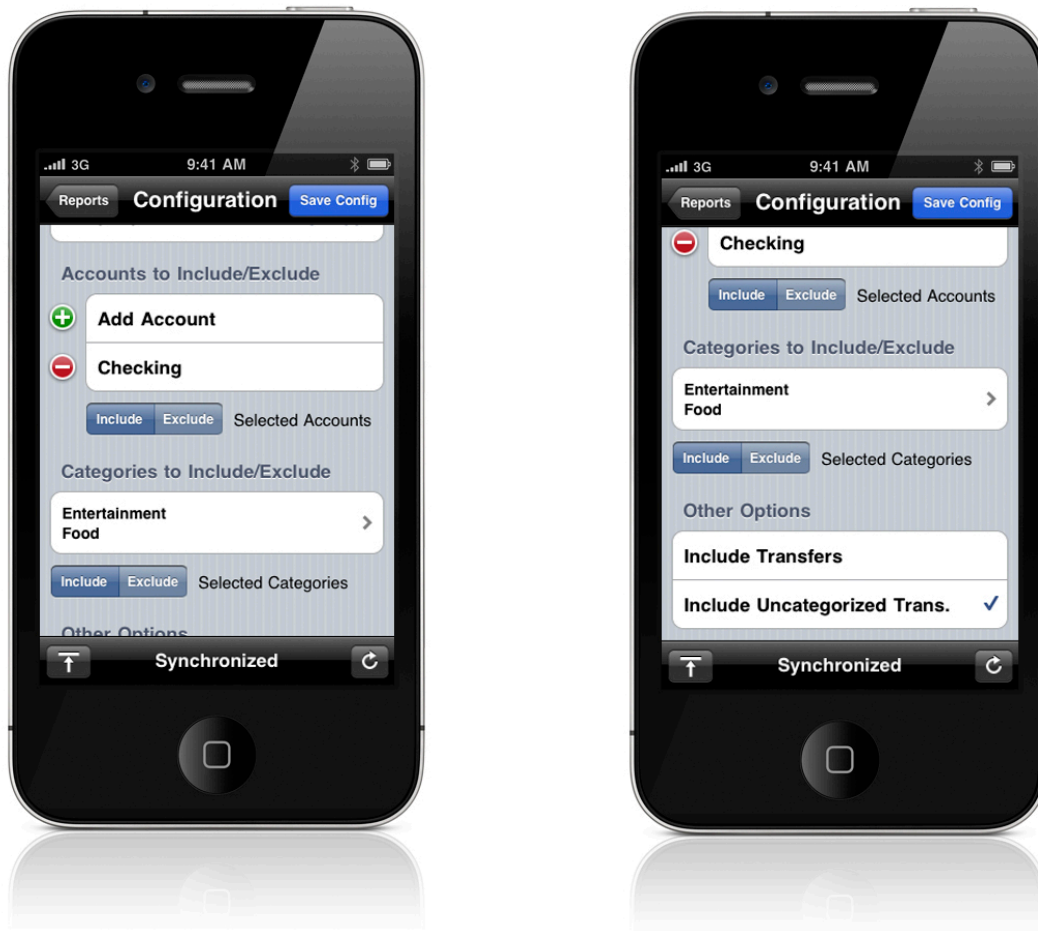 3G 9:41 AM
Reports Configuration Save Config
Accounts to Include/Exclude
Add Account
Checking
Include Exclude Selected Accounts
Categories to Include/Exclude
Entertainment
Food
Include Exclude Selected Categories
Other Options
Synchronized
3G 9:41 AM
Reports Configuration Save Config
Checking
Include Exclude Selected Accounts
Categories to Include/Exclude
Entertainment
Food
Include Exclude Selected Categories
Other Options
Include Transfers
Include Uncategorized Trans.
Synchronized